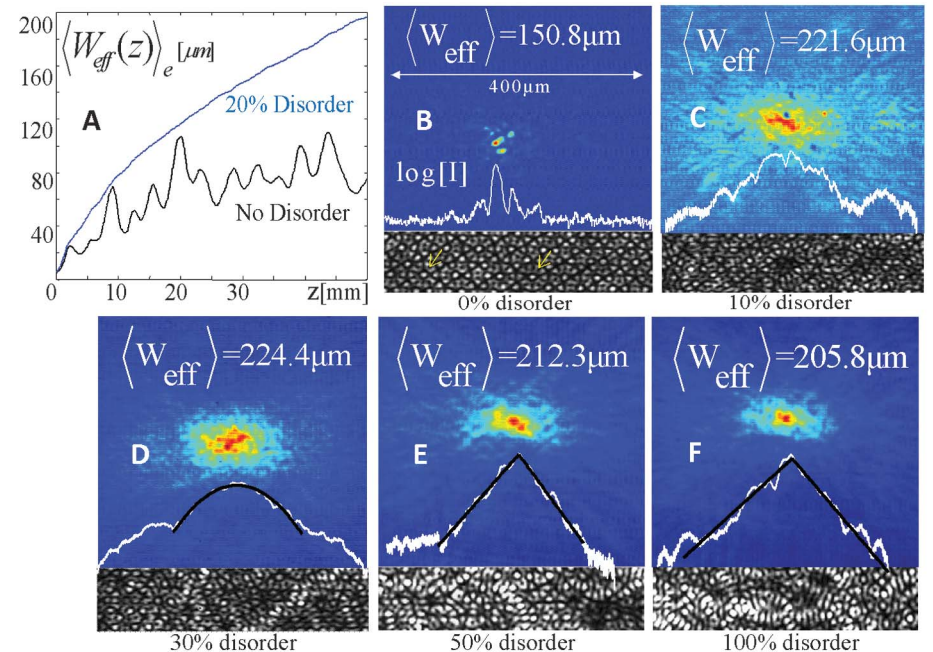 200
160
120
80
40
⟨W_eff(z)⟩_e [μm]
20% Disorder
A
No Disorder
0 10 20 30 z[mm]
⟨W_eff⟩=150.8μm
400μm
B
log[I]
0% disorder
⟨W_eff⟩=221.6μm
C
10% disorder
⟨W_eff⟩=224.4μm
D
30% disorder
⟨W_eff⟩=212.3μm
E
50% disorder
⟨W_eff⟩=205.8μm
F
100% disorder